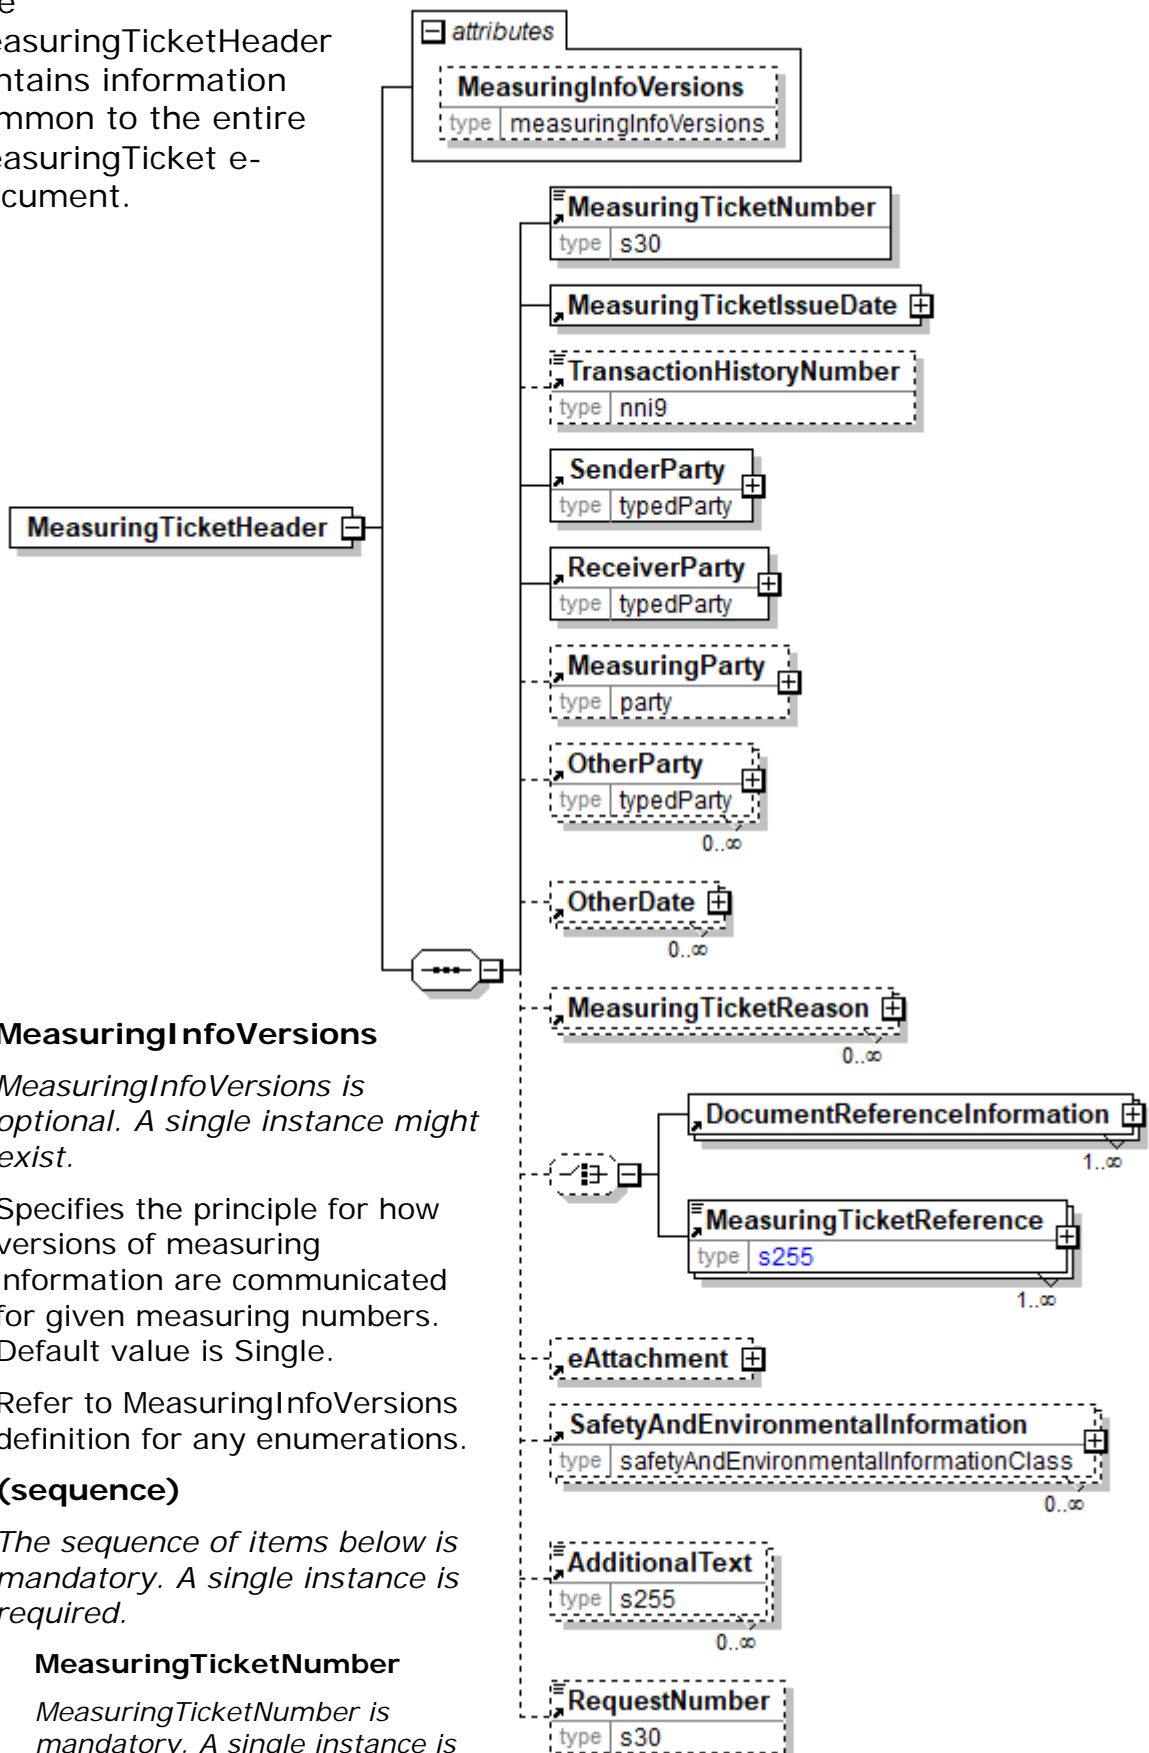 easuringTicketHeader
ntains information
mmon to the entire
easuringTicket e-
cument.
attributes
MeasuringInfoVersions
type measuringInfoVersions
MeasuringTicketNumber
type s30
MeasuringTicketIssueDate
TransactionHistoryNumber
type nni9
SenderParty
type typedParty
MeasuringTicketHeader
ReceiverParty
type typedParty
MeasuringParty
type party
OtherParty
type typedParty
0..∞
OtherDate
0..∞
MeasuringTicketReason
0..∞
DocumentReferenceInformation
1..∞
MeasuringTicketReference
type s255
1..∞
eAttachment
SafetyAndEnvironmentalInformation
type safetyAndEnvironmentalInformationClass
0..∞
AdditionalText
type s255
0..∞
RequestNumber
type s30
MeasuringInfoVersions
MeasuringInfoVersions is
optional. A single instance might
exist.
Specifies the principle for how
versions of measuring
information are communicated
for given measuring numbers.
Default value is Single.
Refer to MeasuringInfoVersions
definition for any enumerations.
(sequence)
The sequence of items below is
mandatory. A single instance is
required.
MeasuringTicketNumber
MeasuringTicketNumber is
mandatory. A single instance is